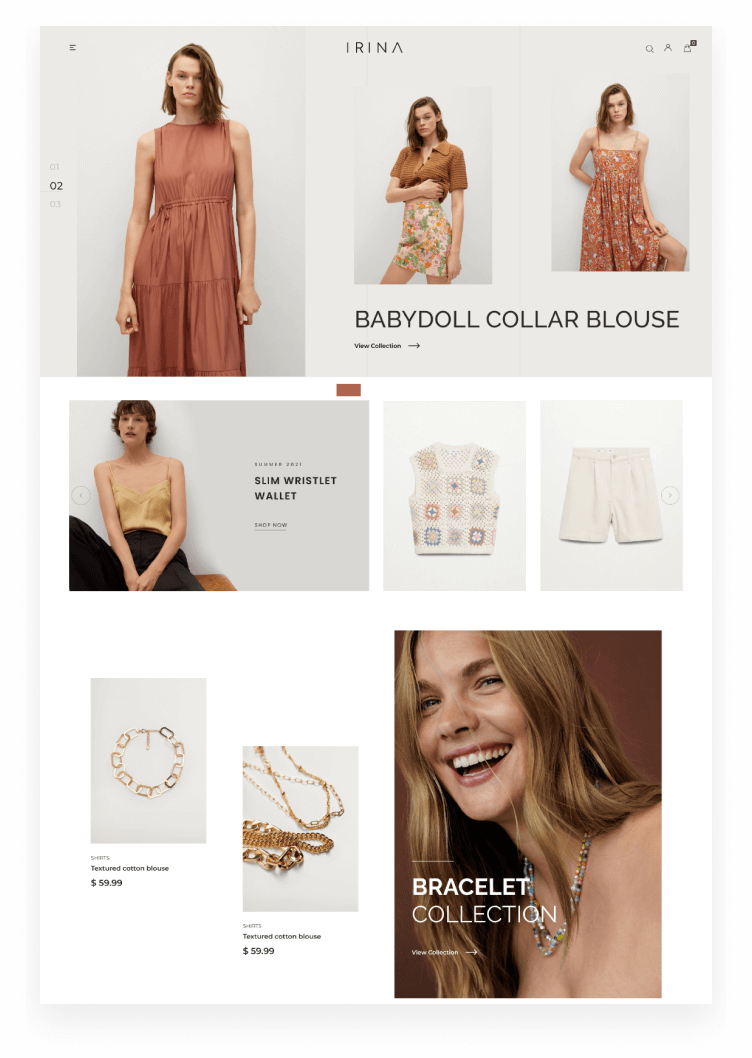 IRINA
0
01
02
03
BABYDOLL COLLAR BLOUSE
View Collection
SUMMER 2021
SLIM WRISTLET
WALLET
SHOP NOW
SHIRTS
Textured cotton blouse
$ 59.99
SHIRTS
Textured cotton blouse
$ 59.99
BRACELET
COLLECTION
View Collection